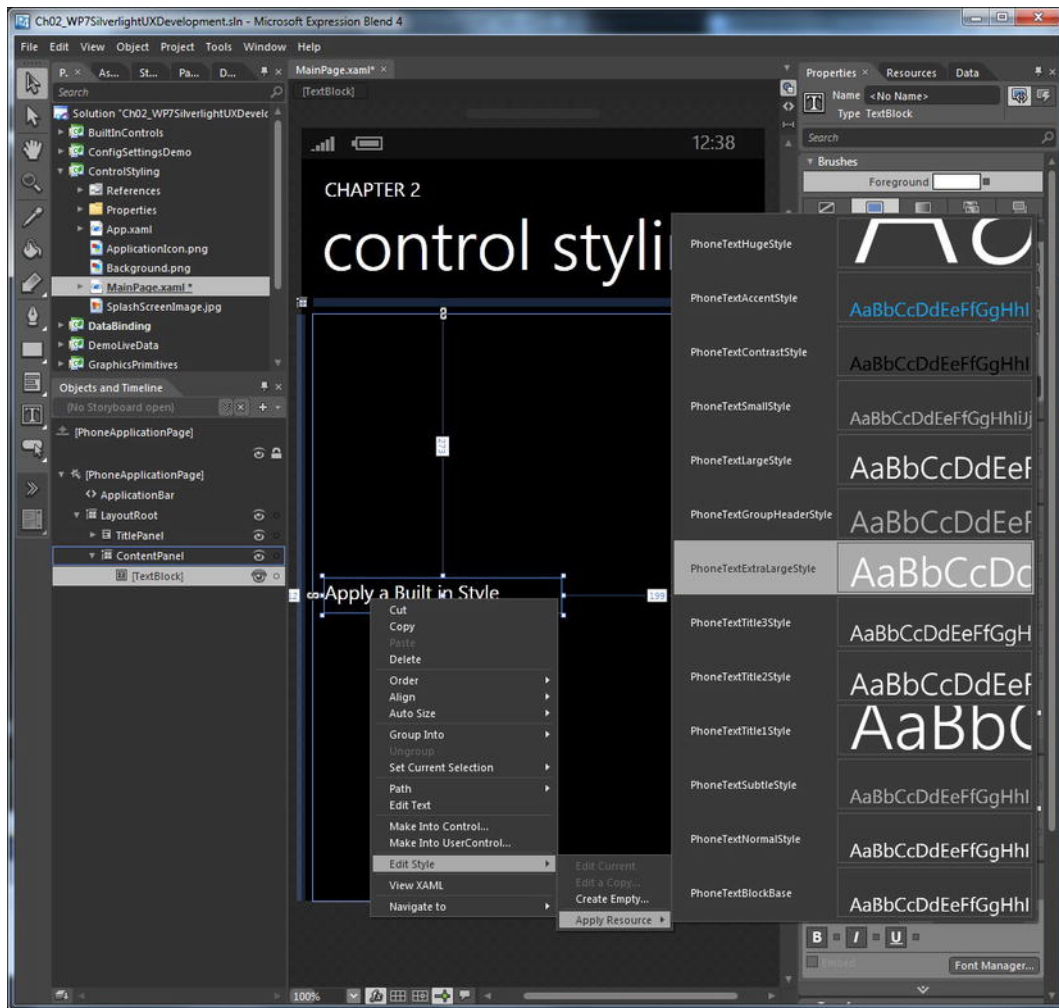 Ch02_WP7SilverlightUXDevelopment.sln - Microsoft Expression Blend 4
File Edit View Object Project Tools Window Help
P. × As... St... Pa... D...
Search
Solution "Ch02_WP7SilverlightUXDevelc
BuiltInControls
ConfigSettingsDemo
ControlStyling
References
Properties
App.xaml
ApplicationIcon.png
Background.png
MainPage.xaml *
SplashScreenImage.jpg
DataBinding
DemoLiveData
GraphicsPrimitives
Objects and Timeline
(No Storyboard open)
[PhoneApplicationPage]
[PhoneApplicationPage]
ApplicationBar
LayoutRoot
TitlePanel
ContentPanel
[TextBlock]
MainPage.xaml* ×
[TextBlock]
12:38
CHAPTER 2
control styli
273
Apply a Built in Style
12
199
Cut
Copy
Paste
Delete
Order
Align
Auto Size
Group Into
Ungroup
Set Current Selection
Path
Edit Text
Make Into Control...
Make Into UserControl...
Edit Style
View XAML
Navigate to
Edit Current
Edit a Copy...
Create Empty...
Apply Resource
100%
Properties × Resources Data
Name <No Name>
Type TextBlock
Search
Brushes
Foreground
PhoneTextHugeStyle
PhoneTextAccentStyle AaBbCcDdEeFfGgHhI
PhoneTextContrastStyle AaBbCcDdEeFfGgHhI
PhoneTextSmallStyle AaBbCcDdEeFfGgHhIiJj
PhoneTextLargeStyle AaBbCcDdEeF
PhoneTextGroupHeaderStyle AaBbCcDdEeF
PhoneTextExtraLargeStyle AaBbCcDc
PhoneTextTitle3Style AaBbCcDdEeFfGgH
PhoneTextTitle2Style AaBbCcDdEeF
PhoneTextTitle1Style AaBbC
PhoneTextSubtleStyle AaBbCcDdEeFfGgHhI
PhoneTextNormalStyle AaBbCcDdEeFfGgHhI
PhoneTextBlockBase AaBbCcDdEeFfGgHhI
B I U
Embed
Font Manager...